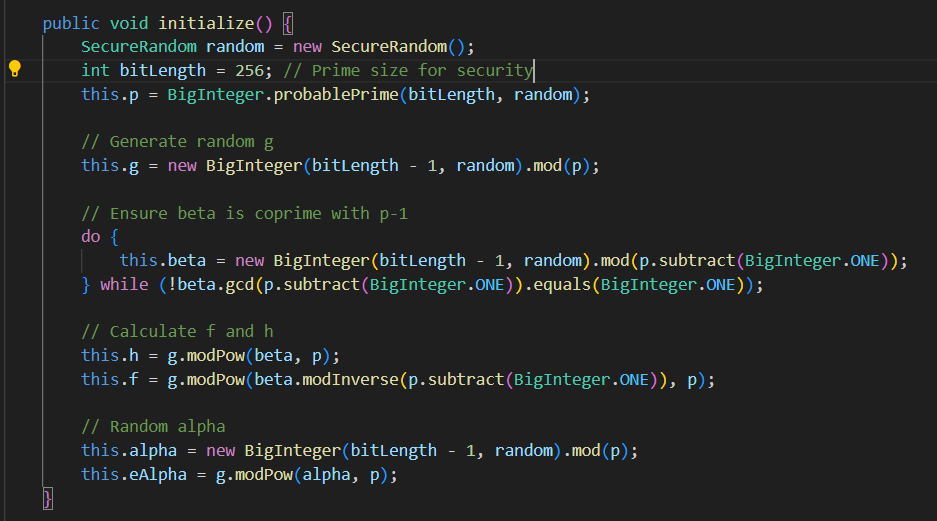 public void initialize() {
SecureRandom random = new SecureRandom();
int bitLength = 256; // Prime size for security
this.p = BigInteger.probablePrime(bitLength, random);
// Generate random g
this.g = new BigInteger(bitLength - 1, random).mod(p);
// Ensure beta is coprime with p-1
do {
this.beta = new BigInteger(bitLength - 1, random).mod(p.subtract(BigInteger.ONE));
} while (!beta.gcd(p.subtract(BigInteger.ONE)).equals(BigInteger.ONE));
// Calculate f and h
this.h = g.modPow(beta, p);
this.f = g.modPow(beta.modInverse(p.subtract(BigInteger.ONE)), p);
// Random alpha
this.alpha = new BigInteger(bitLength - 1, random).mod(p);
this.eAlpha = g.modPow(alpha, p);
}